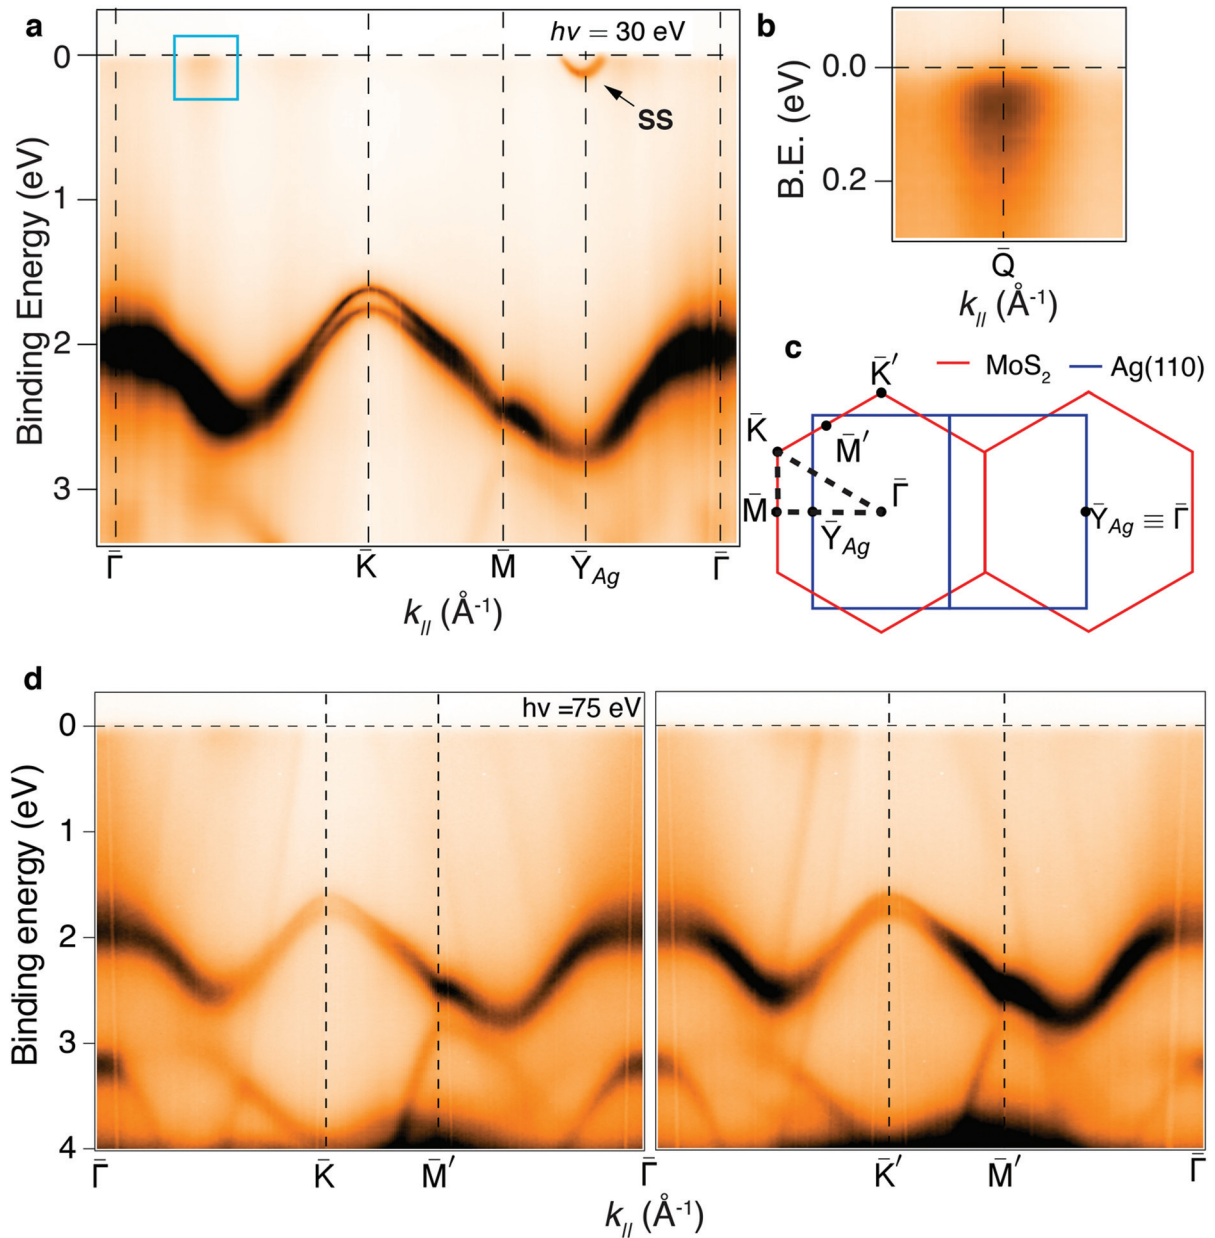 a
hν = 30 eV
0
1
2
3
Binding Energy (eV)
SS
Γ̄ K̄ M̄ Ȳ_Ag Γ̄
k_// (Å⁻¹)
b
0.0
0.2
B.E. (eV)
Q̄
k_// (Å⁻¹)
c
MoS₂ Ag(110)
K̄′
K̄
M̄′
M̄
Γ̄
Ȳ_Ag
Ȳ_Ag ≡ Γ̄
d
hν =75 eV
0
1
2
3
4
Binding energy (eV)
Γ̄ K̄ M̄′ Γ̄
K̄′ M̄′ Γ̄
k_// (Å⁻¹)